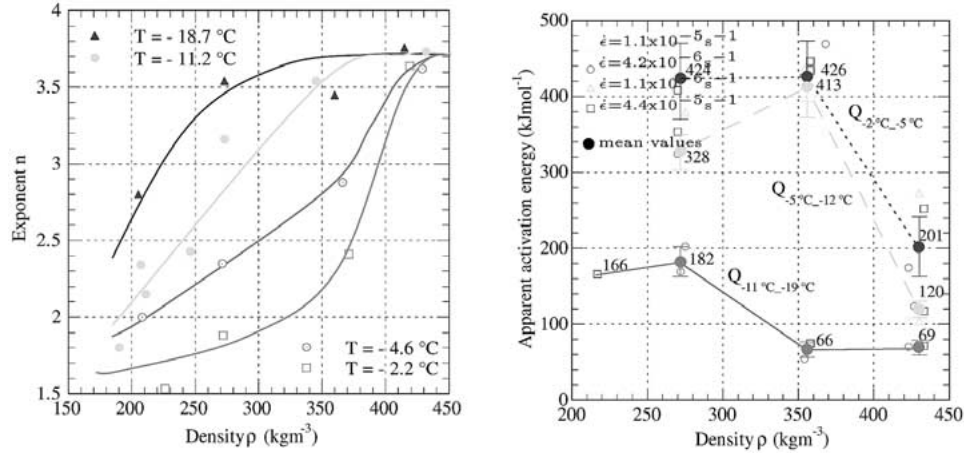 4
T = - 18.7 °C
T = - 11.2 °C
3.5
3
2.5
2
T = - 4.6 °C
T = - 2.2 °C
1.5
150 200 250 300 350 400 450
Density ρ (kgm-3)
Exponent n
500
ε̇=1.1x10 -5 s -1
ε̇=4.2x10 -6 s -1
ε̇=1.1x10 -6 s -1
ε̇=4.4x10 -5 s -1
mean values
424
426
413
400
328
Q -2 °C_-5 °C
300
Q -5 °C_-12 °C
201
200
182
166
Q -11 °C_-19 °C
120
100
66
69
0
200 250 300 350 400 450
Density ρ (kgm-3)
Apparent activation energy (kJmol-1)